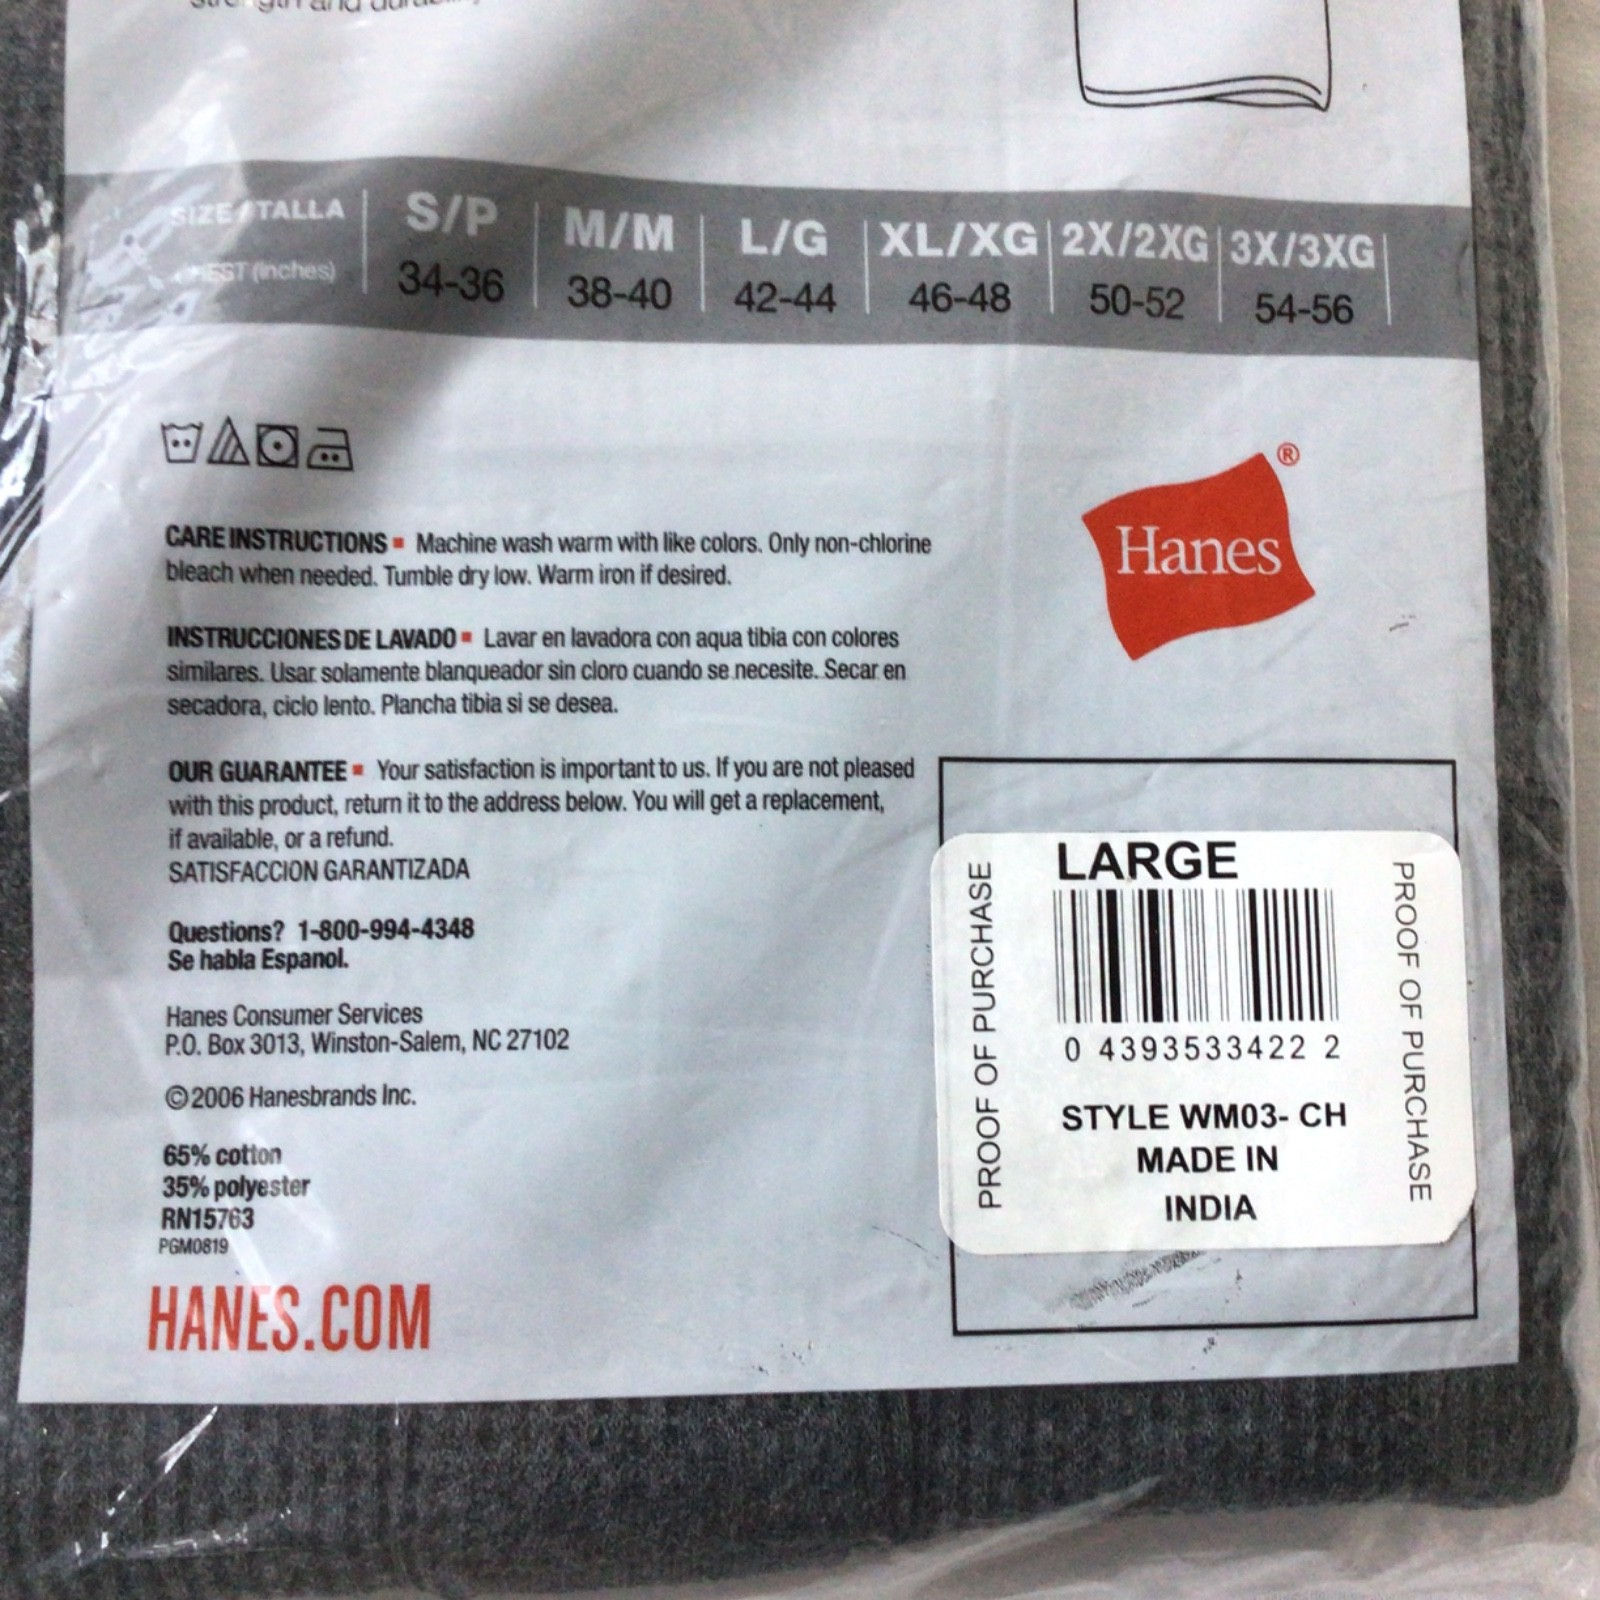 strength and durability
SIZE/TALLA S/P M/M L/G XL/XG 2X/2XG 3X/3XG
CHEST (inches) 34-36 38-40 42-44 46-48 50-52 54-56
CARE INSTRUCTIONS ▪ Machine wash warm with like colors. Only non-chlorine
bleach when needed. Tumble dry low. Warm iron if desired.
Hanes®
INSTRUCCIONES DE LAVADO ▪ Lavar en lavadora con aqua tibia con colores
similares. Usar solamente blanqueador sin cloro cuando se necesite. Secar en
secadora, ciclo lento. Plancha tibia si se desea.
OUR GUARANTEE ▪ Your satisfaction is important to us. If you are not pleased
with this product, return it to the address below. You will get a replacement,
if available, or a refund.
SATISFACCION GARANTIZADA
Questions? 1-800-994-4348
Se habla Espanol.
Hanes Consumer Services
P.O. Box 3013, Winston-Salem, NC 27102
©2006 Hanesbrands Inc.
65% cotton
35% polyester
RN15763
PGM0819
HANES.COM
PROOF OF PURCHASE
LARGE
0 4393533422 2
STYLE WM03- CH
MADE IN
INDIA
PROOF OF PURCHASE